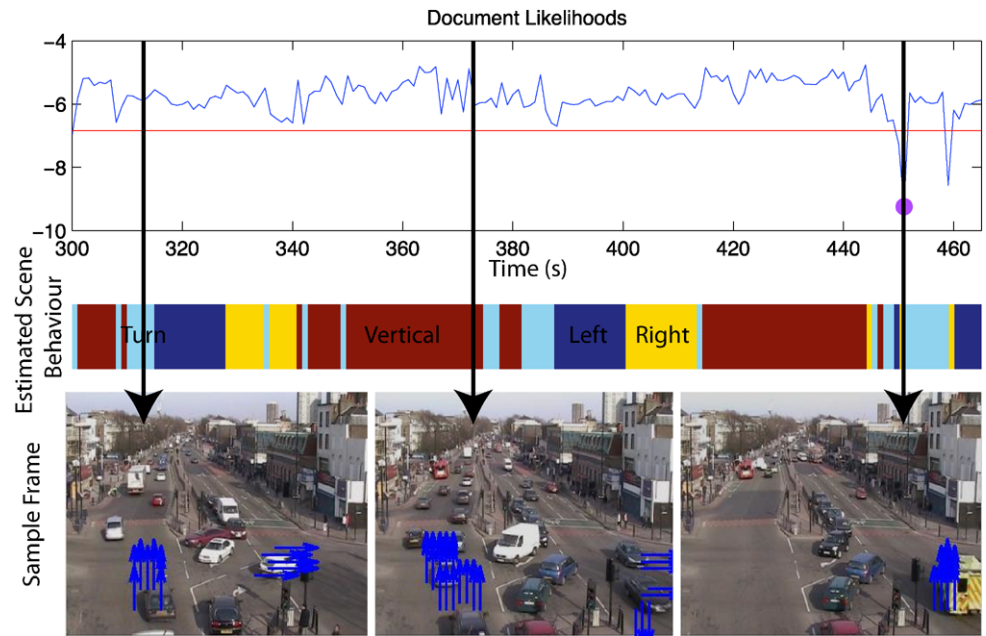 Document Likelihoods
−4
−6
−8
−10
300 320 340 360 380 400 420 440 460
Time (s)
Estimated Scene
Behaviour
Turn Vertical Left Right
Sample Frame